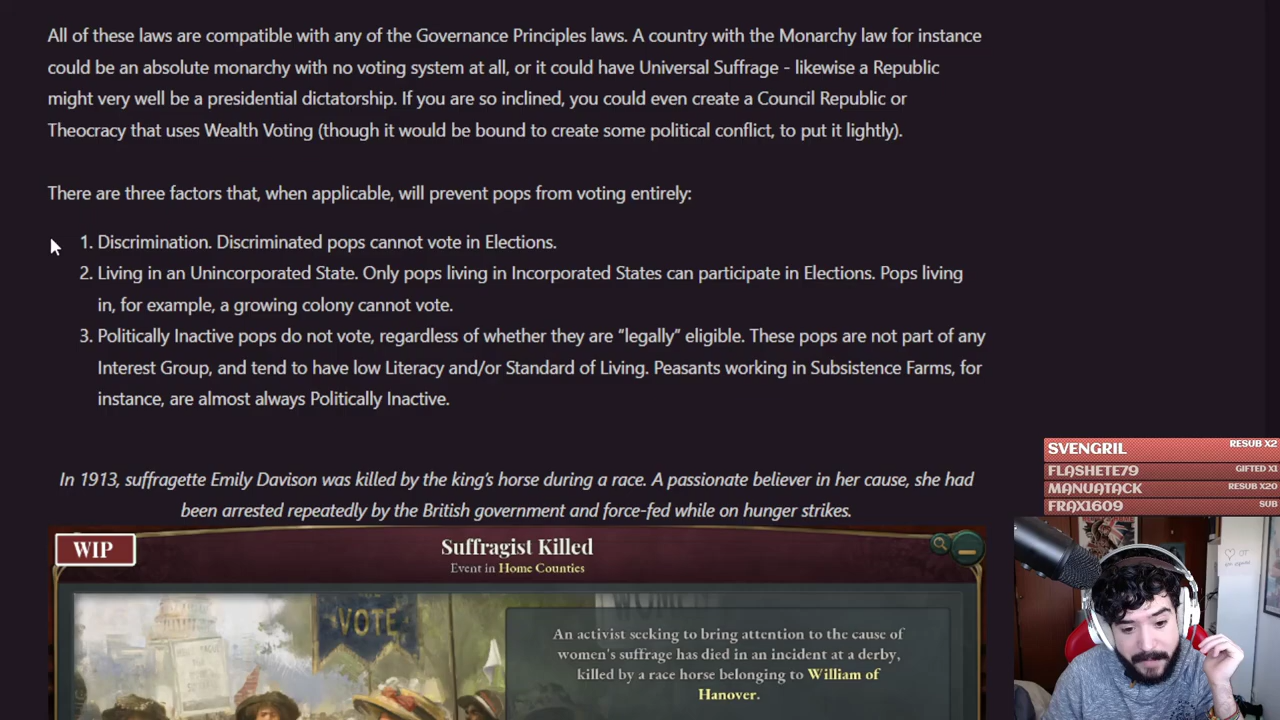 All of these laws are compatible with any of the Governance Principles laws. A country with the Monarchy law for instance
could be an absolute monarchy with no voting system at all, or it could have Universal Suffrage - likewise a Republic
might very well be a presidential dictatorship. If you are so inclined, you could even create a Council Republic or
Theocracy that uses Wealth Voting (though it would be bound to create some political conflict, to put it lightly).
There are three factors that, when applicable, will prevent pops from voting entirely:
1. Discrimination. Discriminated pops cannot vote in Elections.
2. Living in an Unincorporated State. Only pops living in Incorporated States can participate in Elections. Pops living
in, for example, a growing colony cannot vote.
3. Politically Inactive pops do not vote, regardless of whether they are “legally” eligible. These pops are not part of any
Interest Group, and tend to have low Literacy and/or Standard of Living. Peasants working in Subsistence Farms, for
instance, are almost always Politically Inactive.
In 1913, suffragette Emily Davison was killed by the king's horse during a race. A passionate believer in her cause, she had
been arrested repeatedly by the British government and force-fed while on hunger strikes.
WIP
Suffragist Killed
Event in Home Counties
VOTE
An activist seeking to bring attention to the cause of
women's suffrage has died in an incident at a derby,
killed by a race horse belonging to William of
Hanover.
SVENGRIL RESUB X2
FLASHETE79 GIFTED X1
MANUATACK RESUB X20
FRAX1609 SUB